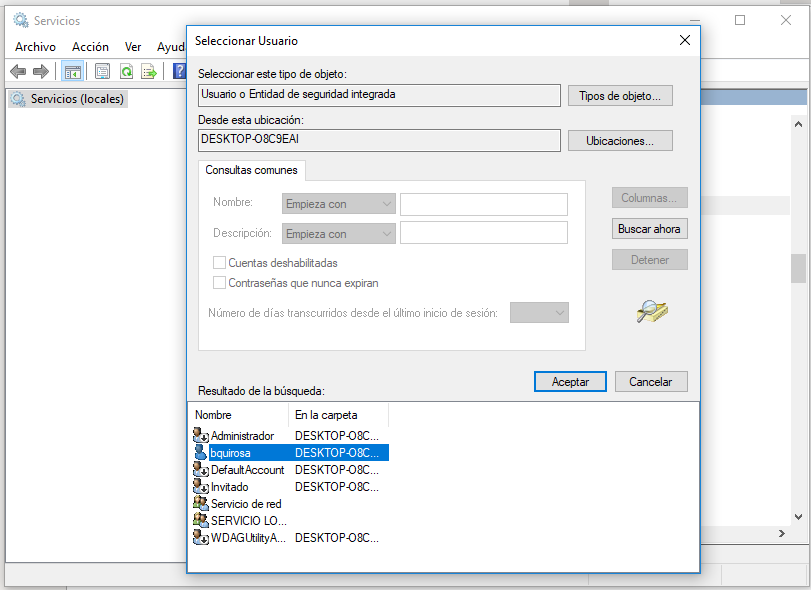 Servicios
Archivo Acción Ver Ayud
Servicios (locales)
Seleccionar Usuario
Seleccionar este tipo de objeto:
Usuario o Entidad de seguridad integrada
Tipos de objeto...
Desde esta ubicación:
DESKTOP-O8C9EAI
Ubicaciones...
Consultas comunes
Nombre: Empieza con
Columnas...
Descripción: Empieza con
Buscar ahora
Cuentas deshabilitadas
Detener
Contraseñas que nunca expiran
Número de días transcurridos desde el último inicio de sesión:
Aceptar Cancelar
Resultado de la búsqueda:
Nombre En la carpeta
Administrador DESKTOP-O8C...
bquirosa DESKTOP-O8C...
DefaultAccount DESKTOP-O8C...
Invitado DESKTOP-O8C...
Servicio de red
SERVICIO LO...
WDAGUtilityA... DESKTOP-O8C...